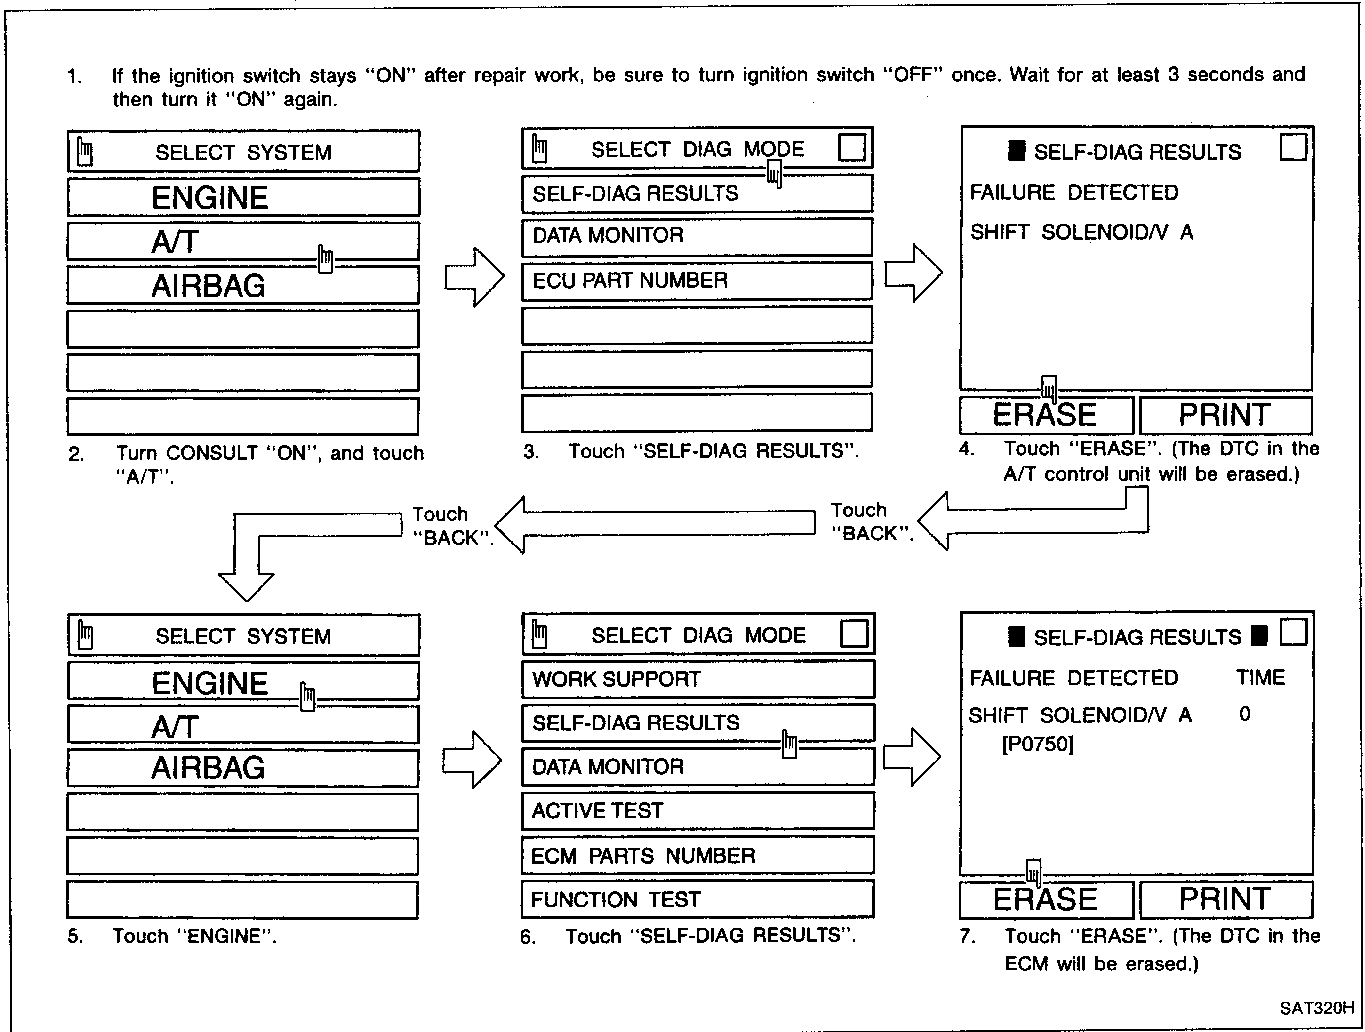 1. If the ignition switch stays "ON" after repair work, be sure to turn ignition switch "OFF" once. Wait for at least 3 seconds and
then turn it "ON" again.
SELECT SYSTEM
ENGINE
A/T
AIRBAG
2. Turn CONSULT "ON", and touch
"A/T".
SELECT DIAG MODE
SELF-DIAG RESULTS
DATA MONITOR
ECU PART NUMBER
3. Touch "SELF-DIAG RESULTS".
SELF-DIAG RESULTS
FAILURE DETECTED
SHIFT SOLENOID/V A
ERASE PRINT
4. Touch "ERASE". (The DTC in the
A/T control unit will be erased.)
Touch
"BACK".
Touch
"BACK".
SELECT SYSTEM
ENGINE
A/T
AIRBAG
5. Touch "ENGINE".
SELECT DIAG MODE
WORK SUPPORT
SELF-DIAG RESULTS
DATA MONITOR
ACTIVE TEST
ECM PARTS NUMBER
FUNCTION TEST
6. Touch "SELF-DIAG RESULTS".
SELF-DIAG RESULTS
FAILURE DETECTED TIME
SHIFT SOLENOID/V A 0
[P0750]
ERASE PRINT
7. Touch "ERASE". (The DTC in the
ECM will be erased.)
SAT320H